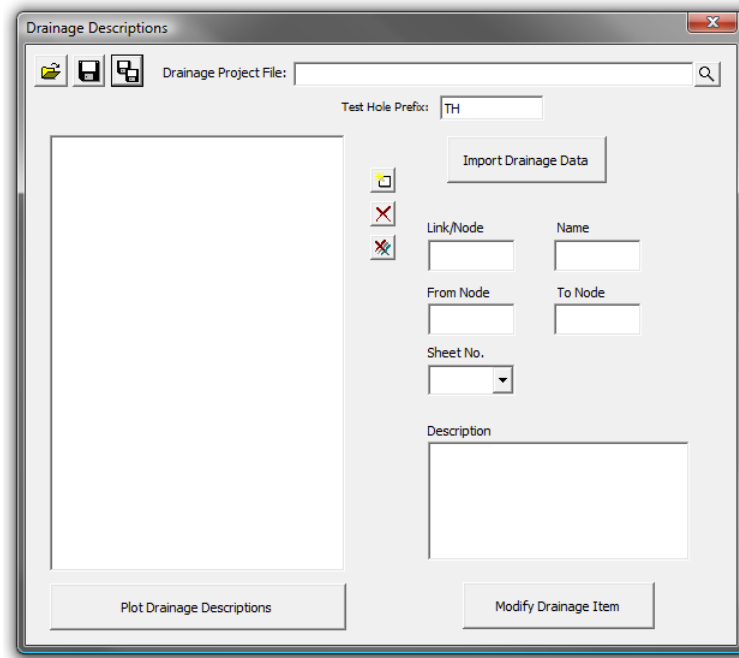 Drainage Descriptions
Drainage Project File:
Test Hole Prefix: TH
Import Drainage Data
Link/Node Name
From Node To Node
Sheet No.
Description
Plot Drainage Descriptions Modify Drainage Item